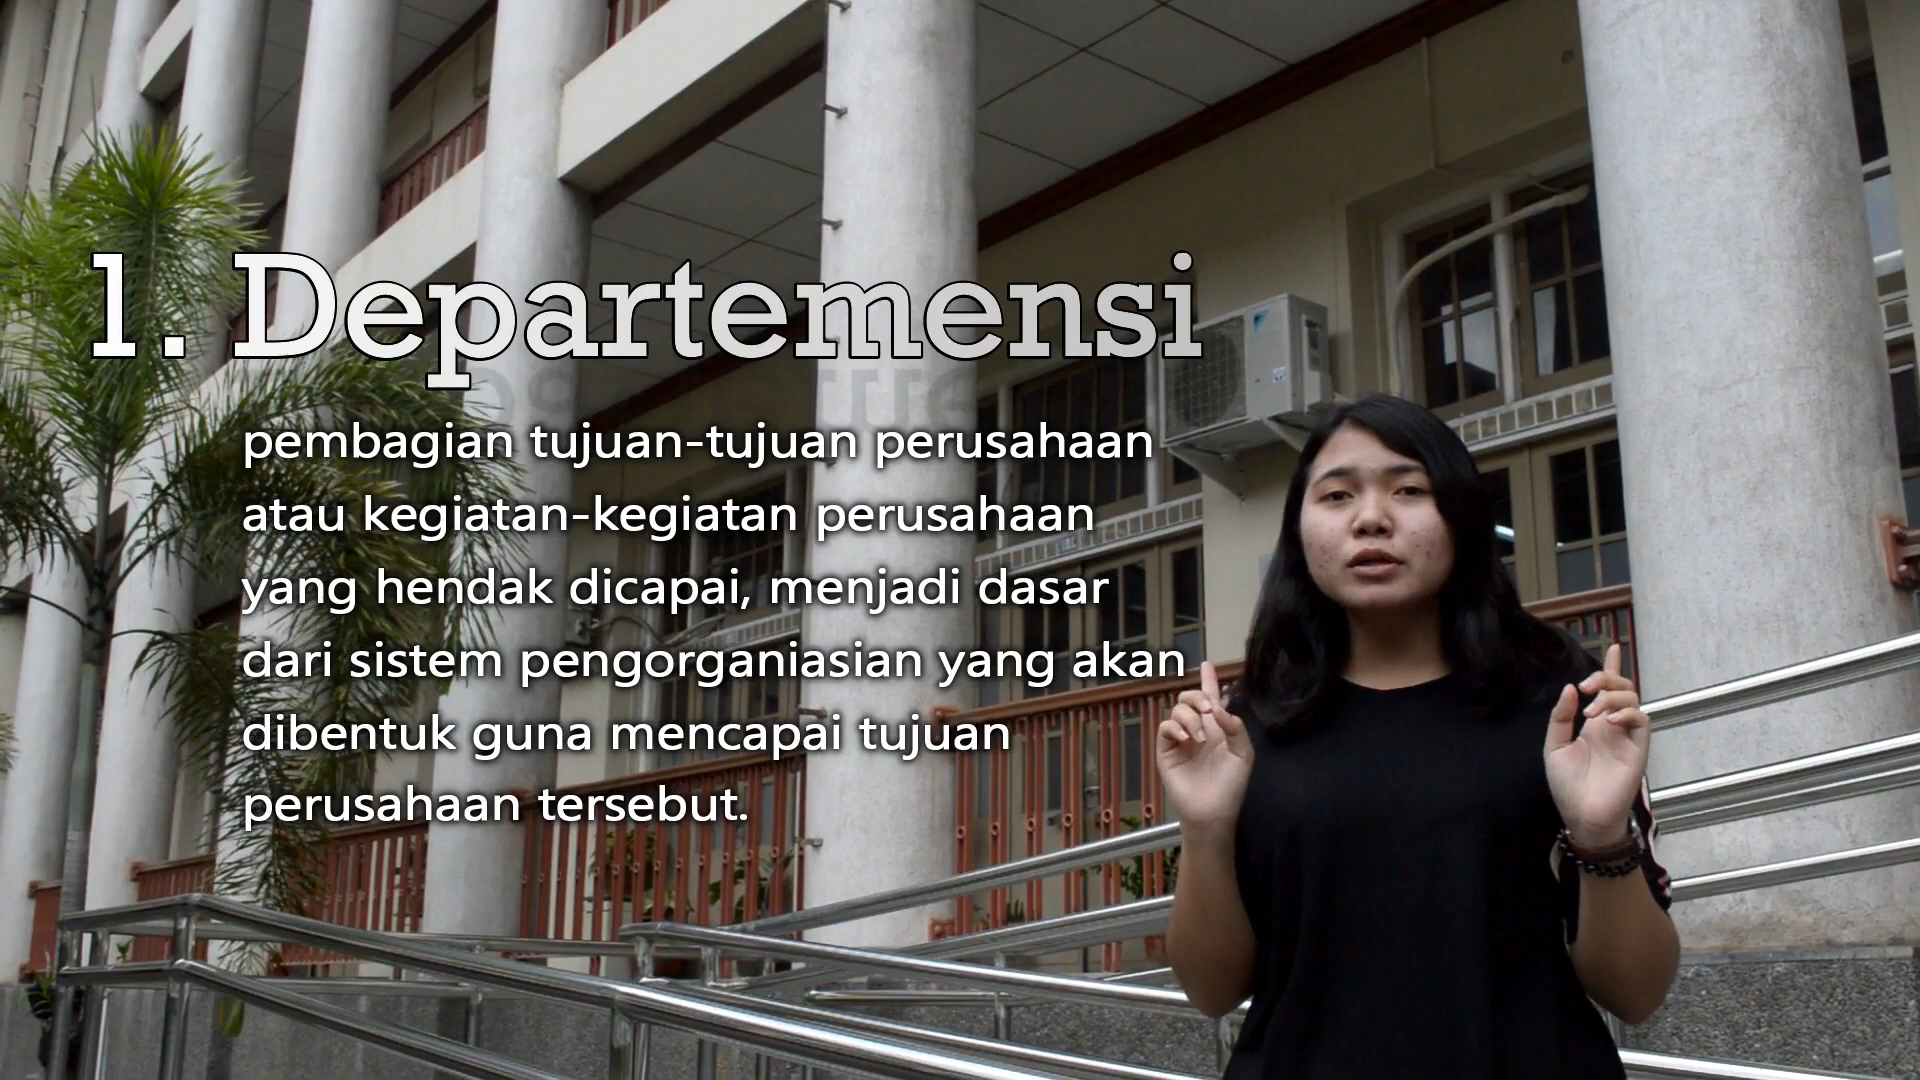 1. Departemensi
pembagian tujuan-tujuan perusahaan
atau kegiatan-kegiatan perusahaan
yang hendak dicapai, menjadi dasar
dari sistem pengorganiasian yang akan
dibentuk guna mencapai tujuan
perusahaan tersebut.